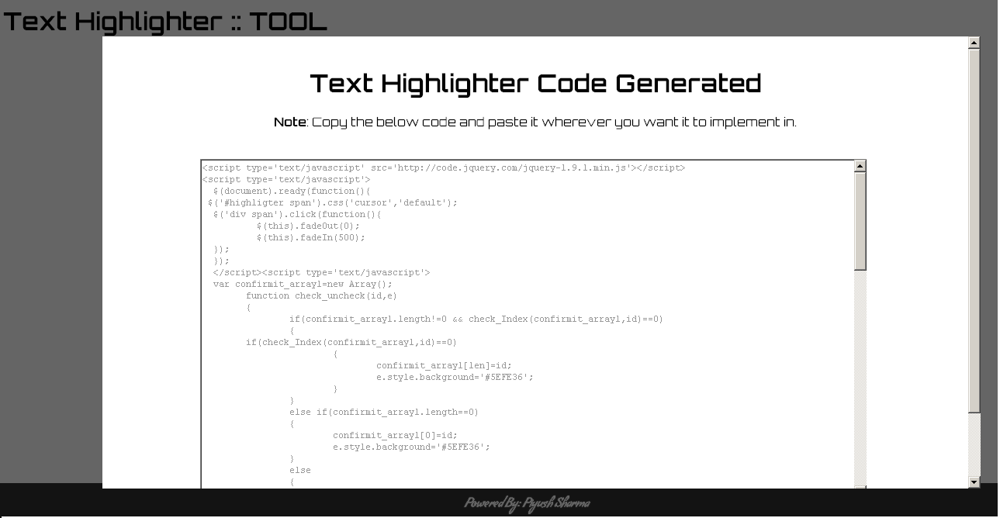 Text Highlighter :: TOOL
Text Highlighter Code Generated
Note: Copy the below code and paste it wherever you want it to implement in.
<script type='text/javascript' src='http://code.jquery.com/jquery-1.9.1.min.js'></script>
<script type='text/javascript'>
$(document).ready(function(){
$('#highligter span').css('cursor','default');
$('div span').click(function(){
$(this).fadeOut(0);
$(this).fadeIn(500);
});
});
</script><script type='text/javascript'>
var confirmit_array1=new Array();
function check_uncheck(id,e)
{
if(confirmit_array1.length!=0 && check_Index(confirmit_array1,id)==0)
{
if(check_Index(confirmit_array1,id)==0)
{
confirmit_array1[len]=id;
e.style.background='#5EFE36';
}
}
else if(confirmit_array1.length==0)
{
confirmit_array1[0]=id;
e.style.background='#5EFE36';
}
else
{
Powered By: Piyush Sharma